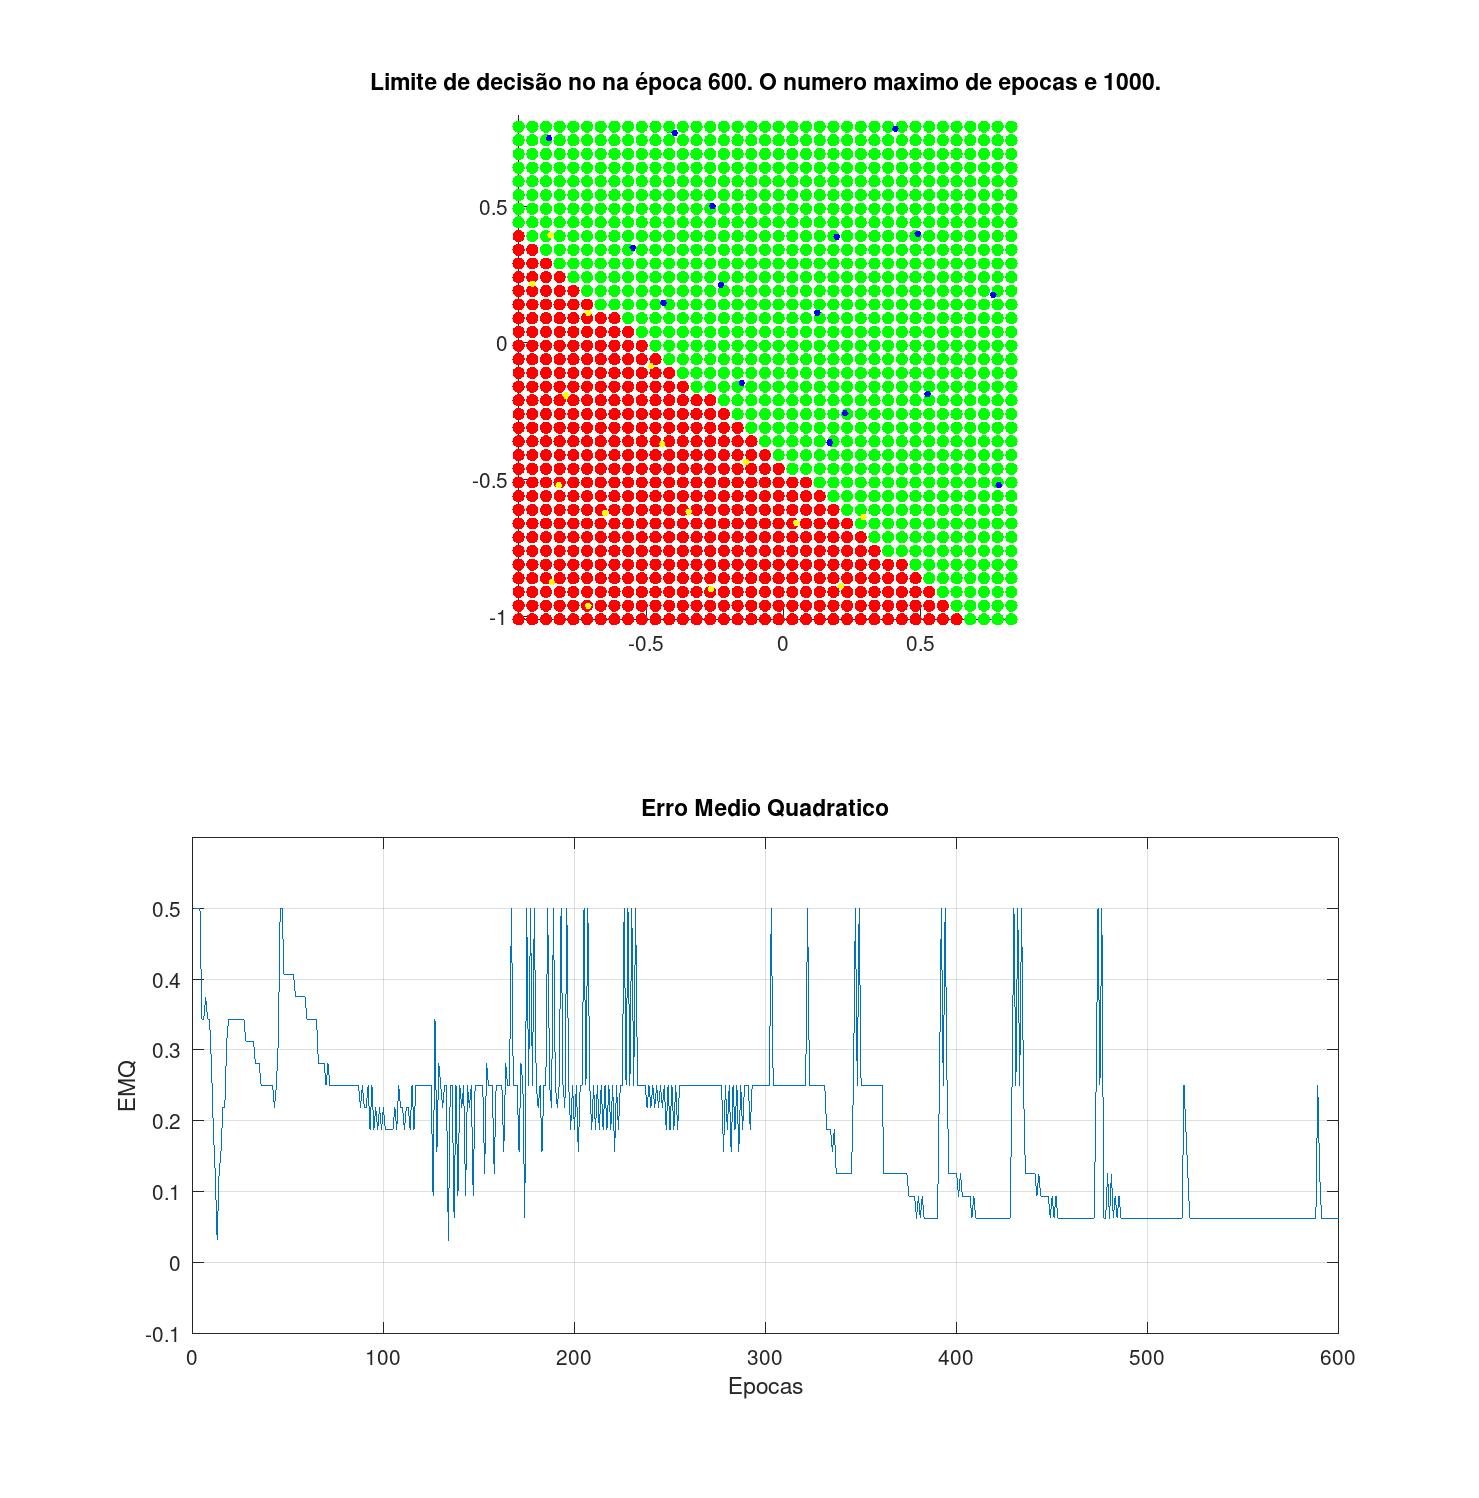 Limite de decisão no na época 600. O numero maximo de epocas e 1000.
0.5
0
-0.5
-1
-0.5 0 0.5
Erro Medio Quadratico
0.5
0.4
0.3
0.2
0.1
0
-0.1
EMQ
0 100 200 300 400 500 600
Epocas